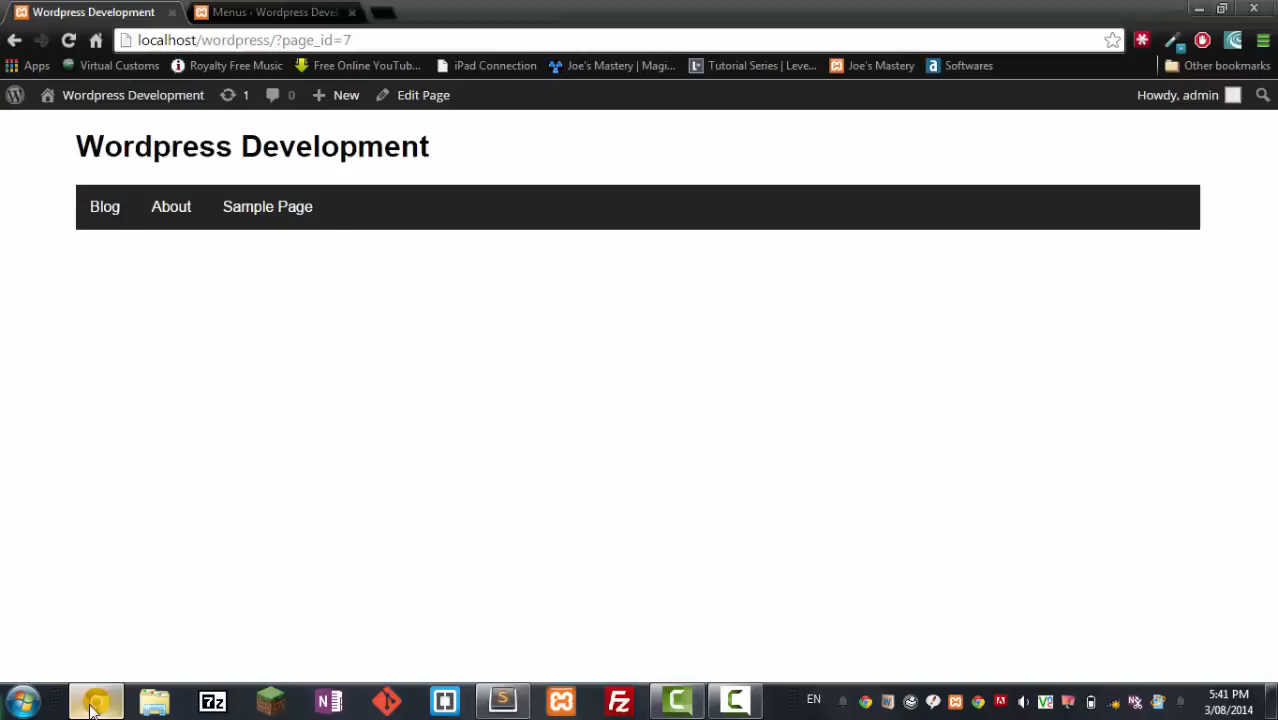 Wordpress Development
Menus ‹ Wordpress Devel
localhost/wordpress/?page_id=7
Apps
Virtual Customs
Royalty Free Music
Free Online YouTub...
iPad Connection
Joe's Mastery | Magi...
Tutorial Series | Leve...
Joe's Mastery
Softwares
Other bookmarks
Wordpress Development
1
0
New
Edit Page
Howdy, admin
Wordpress Development
Blog
About
Sample Page
7z
N
S
Fz
C
C
EN
5:41 PM
3/08/2014